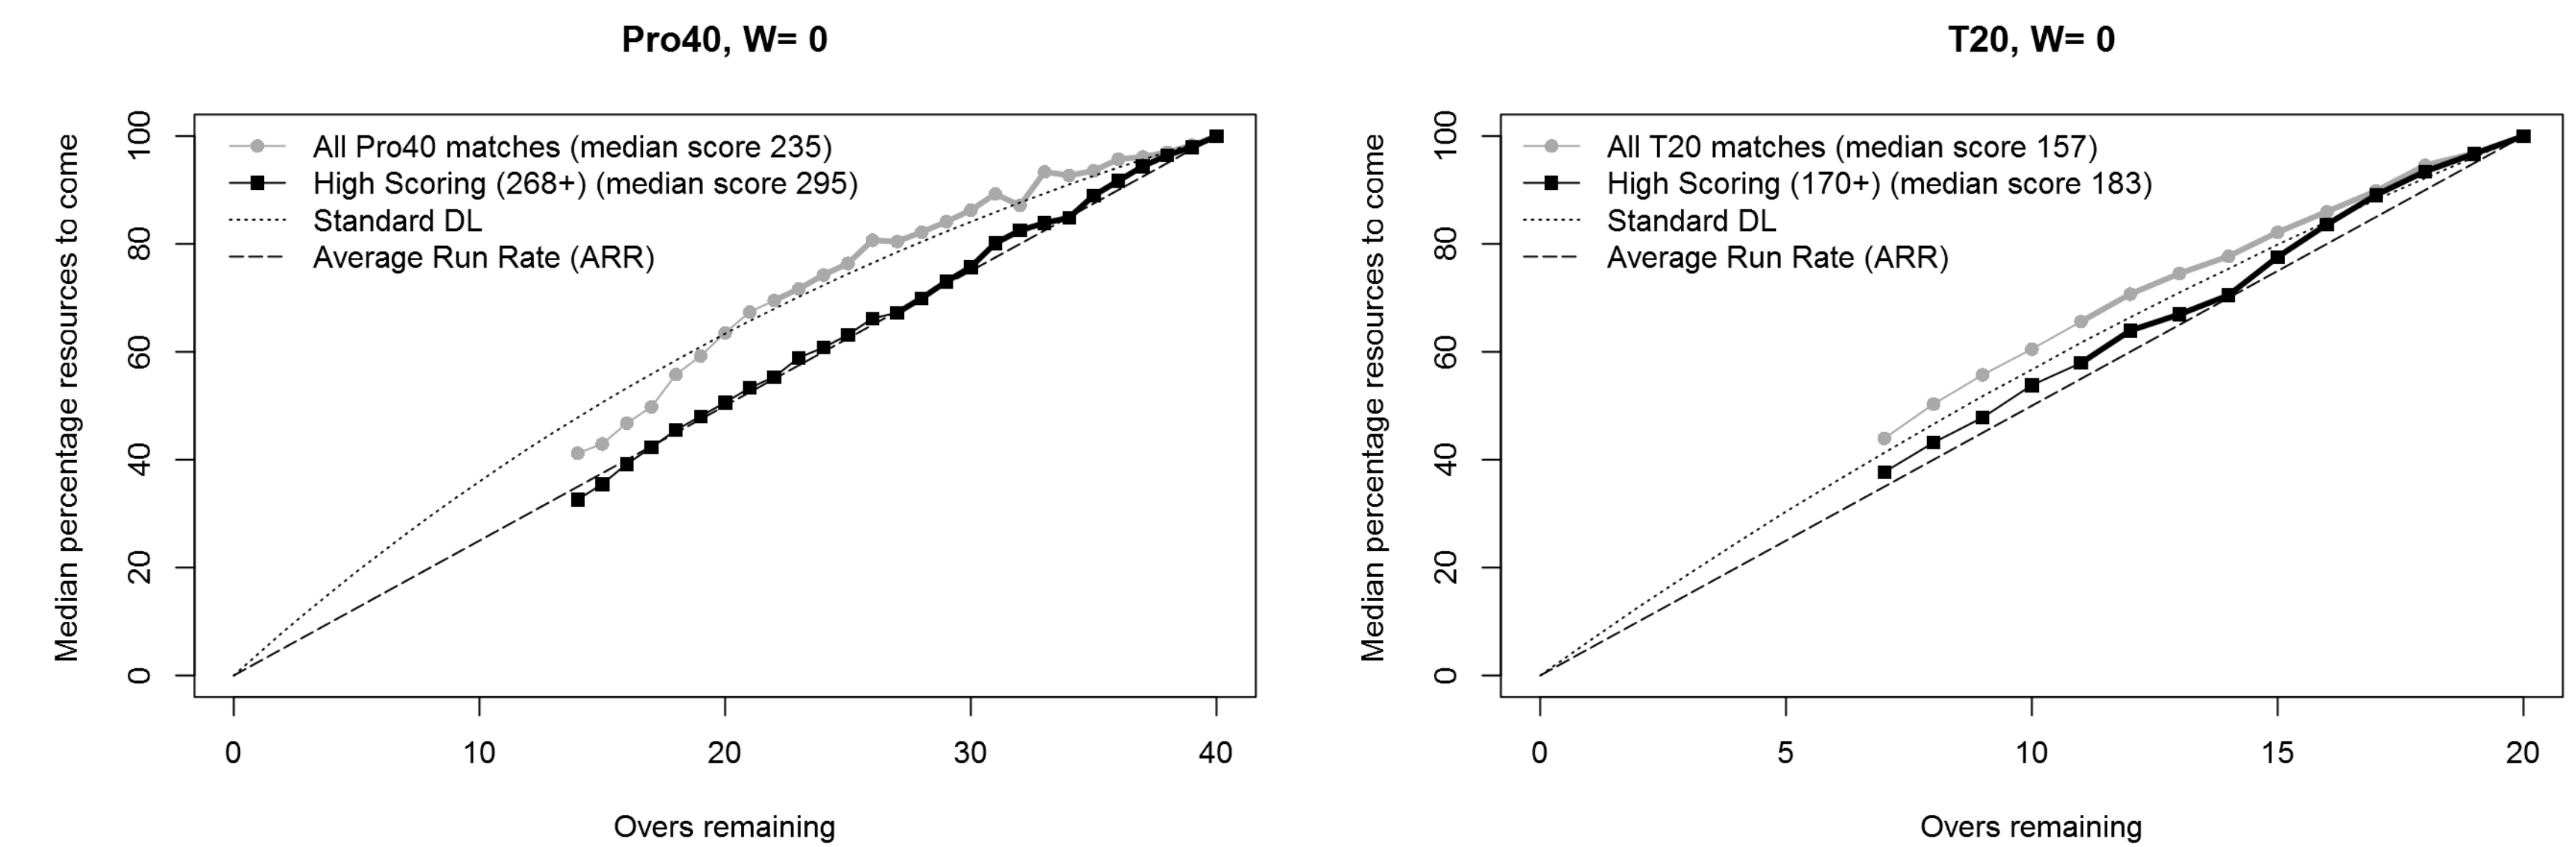 Pro40, W= 0
Median percentage resources to come
100
80
60
40
20
0
All Pro40 matches (median score 235)
High Scoring (268+) (median score 295)
Standard DL
Average Run Rate (ARR)
0 10 20 30 40
Overs remaining
T20, W= 0
Median percentage resources to come
100
80
60
40
20
0
All T20 matches (median score 157)
High Scoring (170+) (median score 183)
Standard DL
Average Run Rate (ARR)
0 5 10 15 20
Overs remaining